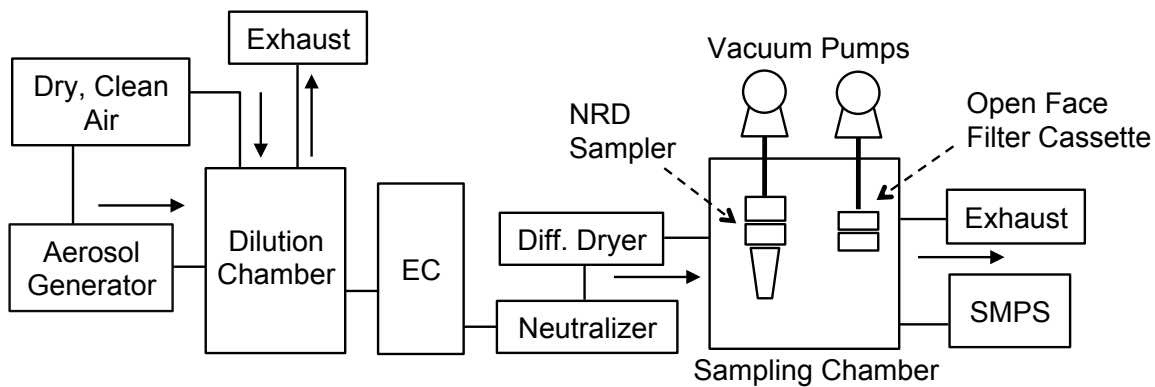 Exhaust
Vacuum Pumps
Dry, Clean
Air
NRD
Sampler
Open Face
Filter Cassette
Aerosol
Generator
Dilution
Chamber
EC
Diff. Dryer
Neutralizer
Exhaust
SMPS
Sampling Chamber